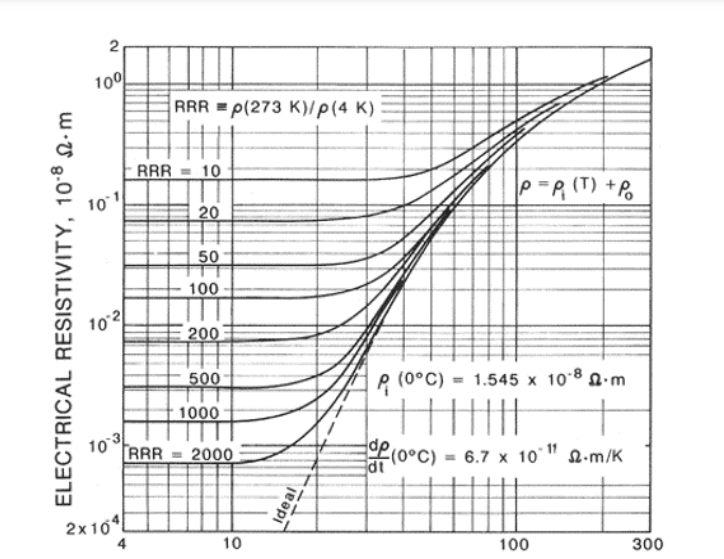 2
10⁰
RRR ≡ ρ(273 K)/ρ(4 K)
RRR = 10
ρ = ρᵢ (T) + ρₒ
10⁻¹
20
50
100
10⁻²
200
500
ρᵢ (0°C) = 1.545 x 10⁻⁸ Ω·m
1000
10⁻³
RRR = 2000
dρ/dt (0°C) = 6.7 x 10⁻¹¹ Ω·m/K
Ideal
2x10⁻⁴
4 10 100 300
ELECTRICAL RESISTIVITY, 10⁻⁸ Ω·m